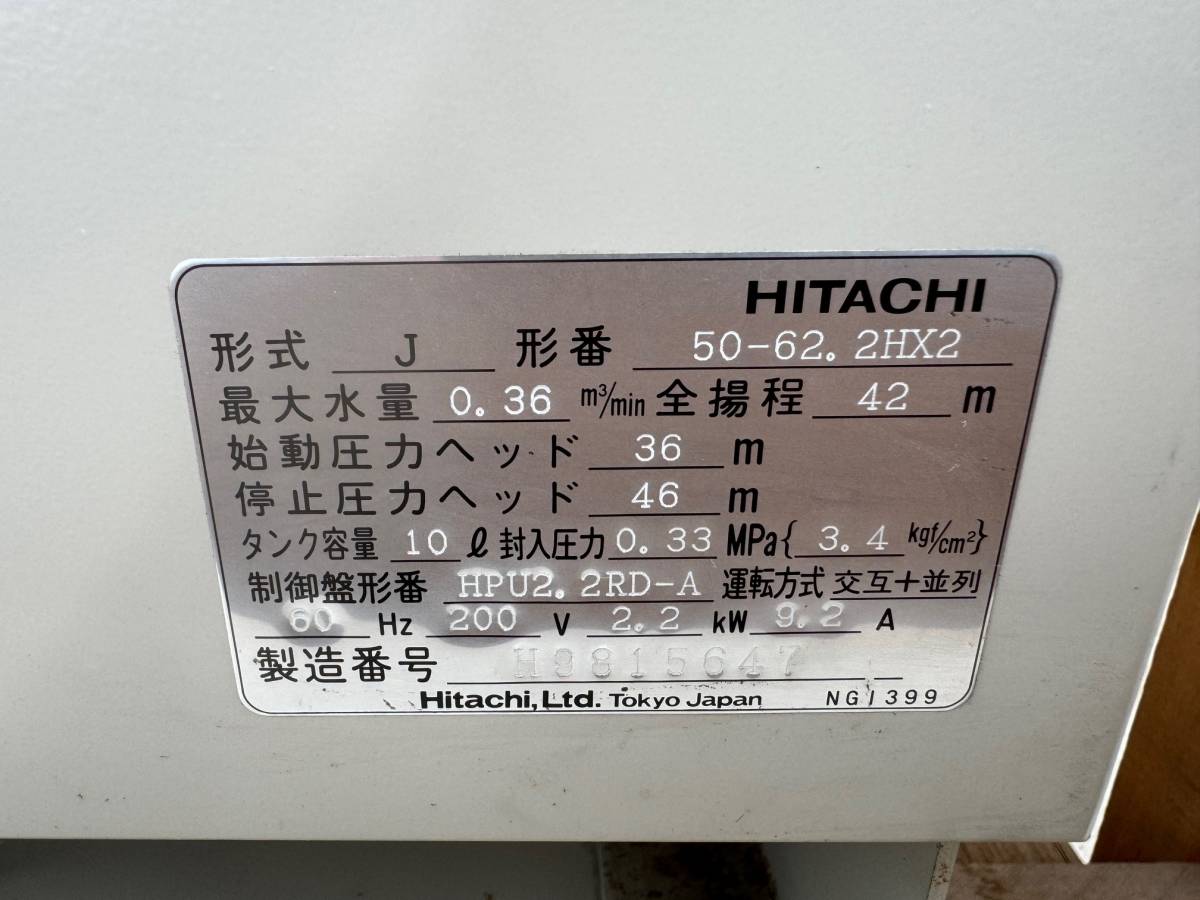 HITACHI
形式 J 形番 50-62.2HX2
最大水量 0.36 m³/min 全揚程 42 m
始動圧力ヘッド 36 m
停止圧力ヘッド 46 m
タンク容量 10 ℓ 封入圧力 0.33 MPa{ 3.4 kgf/cm²}
制御盤形番 HPU2.2RD-A 運転方式 交互+並列
60 Hz 200 V 2.2 kW 9.2 A
製造番号 H9815647
Hitachi,Ltd. Tokyo Japan NG1399